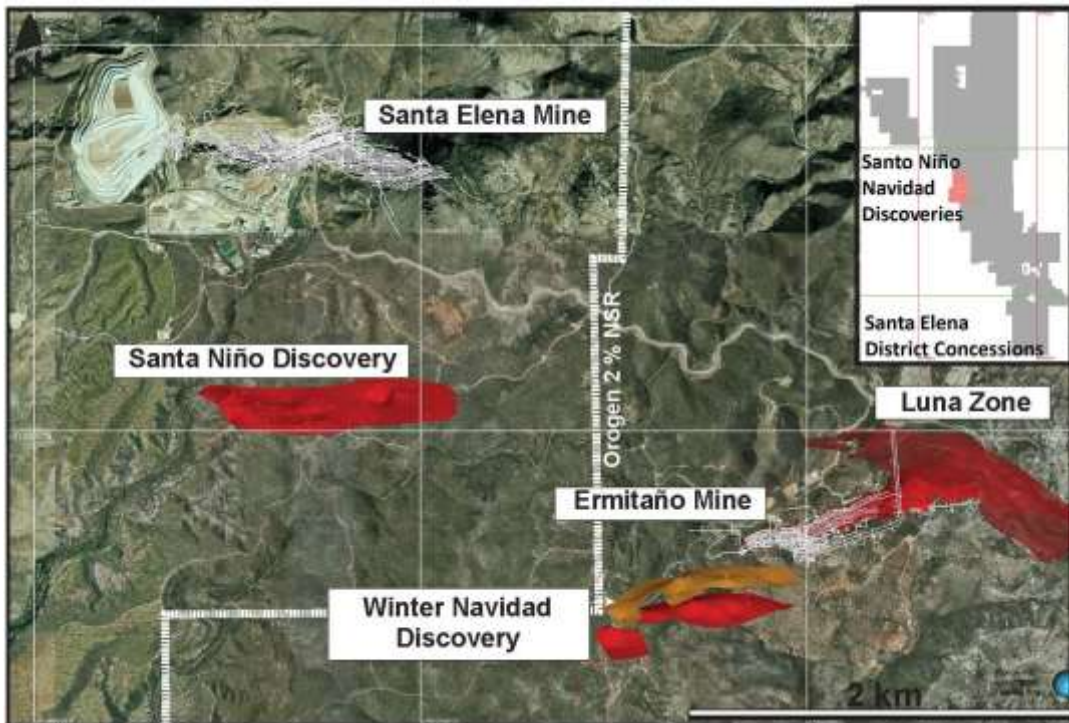 Santa Elena Mine
Santo Niño
Navidad
Discoveries
Santa Elena
District Concessions
Orogen 2 % NSR
Santa Niño Discovery
Luna Zone
Ermitaño Mine
Winter Navidad
Discovery
2 km